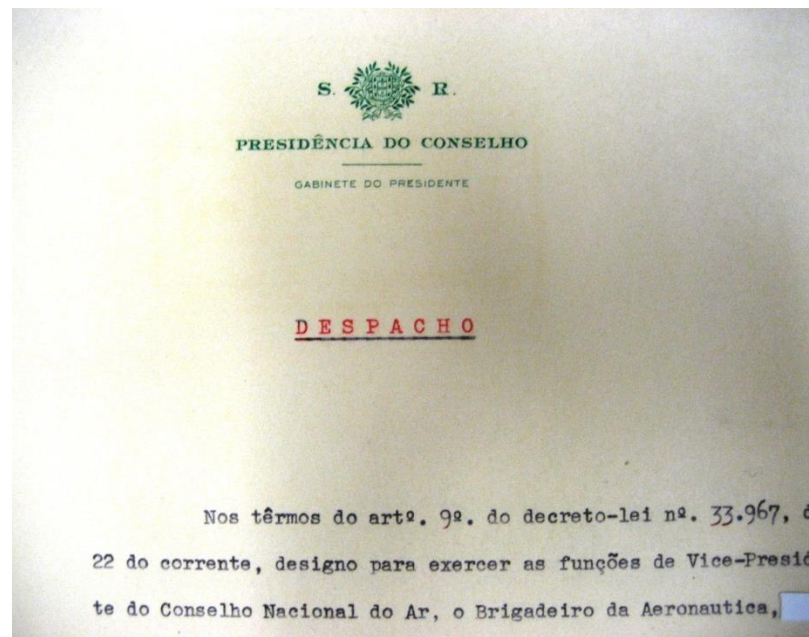 S. R.
PRESIDÊNCIA DO CONSELHO
GABINETE DO PRESIDENTE
DESPACHO
Nos têrmos do artº. 9º. do decreto-lei nº. 33.967, d
22 do corrente, designo para exercer as funções de Vice-Presid
te do Conselho Nacional do Ar, o Brigadeiro da Aeronautica,